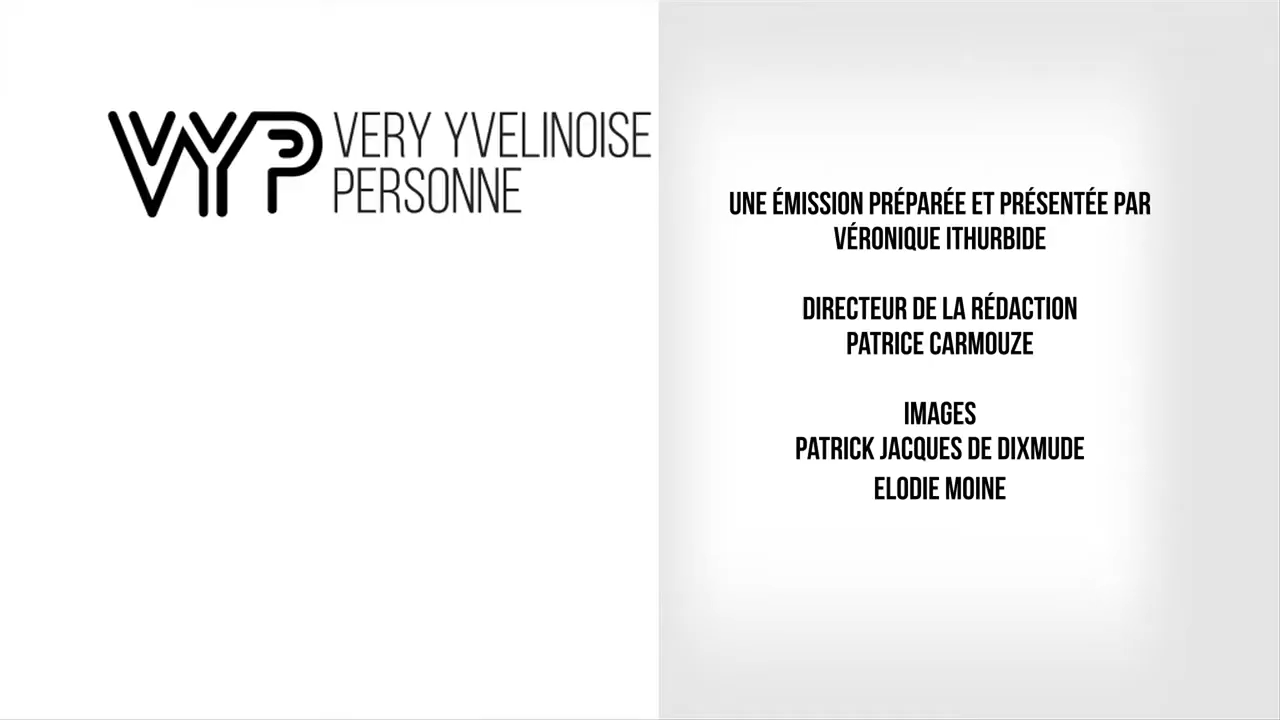 VYP
VERY YVELINOISE
PERSONNE
UNE ÉMISSION PRÉPARÉE ET PRÉSENTÉE PAR
VÉRONIQUE ITHURBIDE
DIRECTEUR DE LA RÉDACTION
PATRICE CARMOUZE
IMAGES
PATRICK JACQUES DE DIXMUDE
ELODIE MOINE